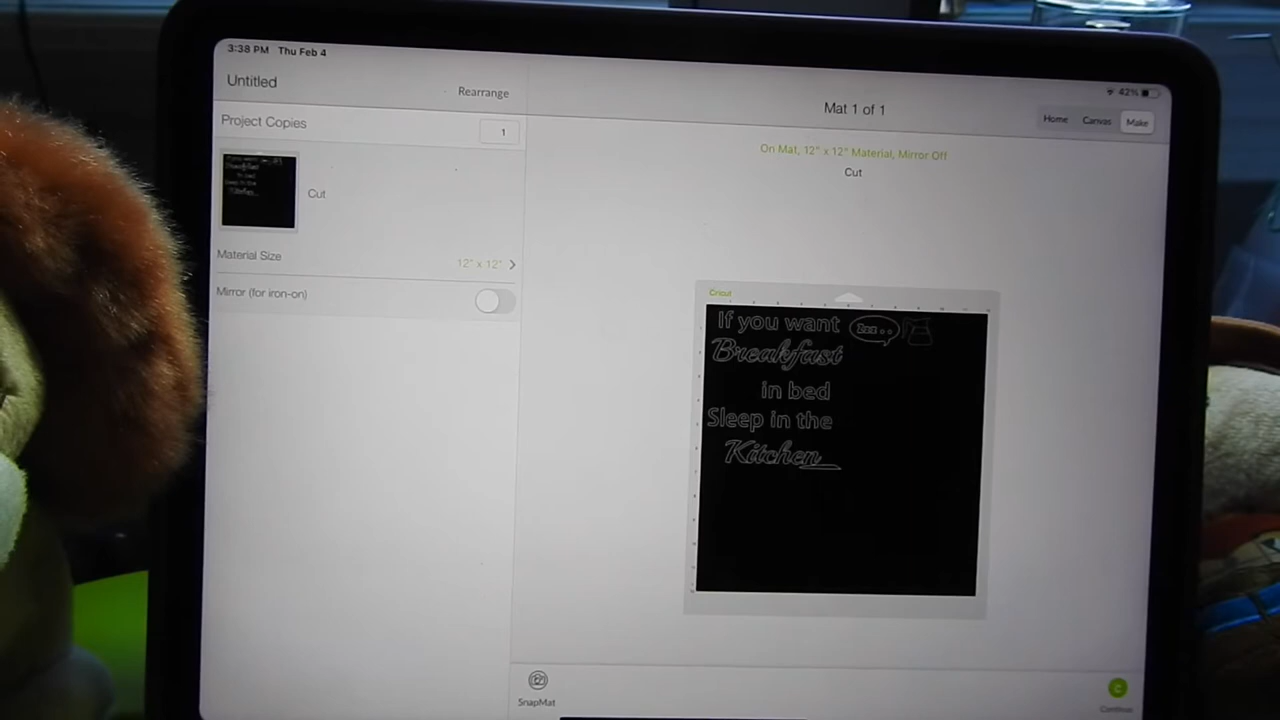 3:38 PM Thu Feb 4
42%
Untitled
Rearrange
Mat 1 of 1
Home
Canvas
Make
Project Copies
1
On Mat, 12" x 12" Material, Mirror Off
Cut
Cut
Material Size
12" x 12"
Mirror (for iron-on)
Cricut
If you want
Breakfast
in bed
Sleep in the
Kitchen
SnapMat
Continue